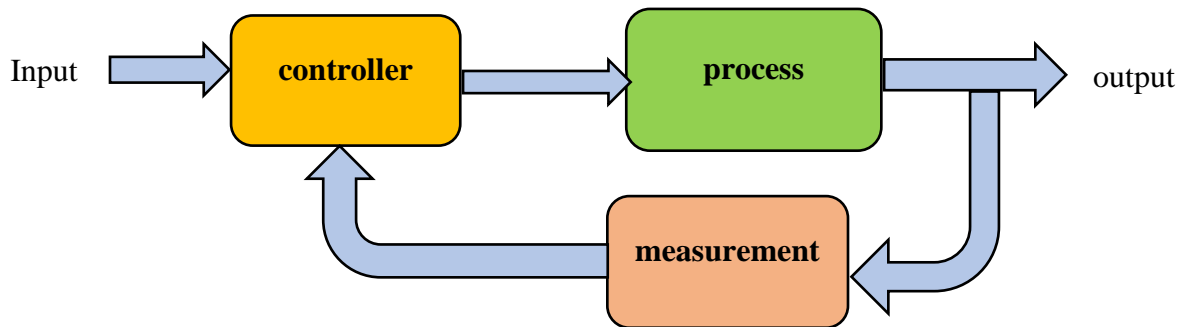 Input
controller
process
output
measurement